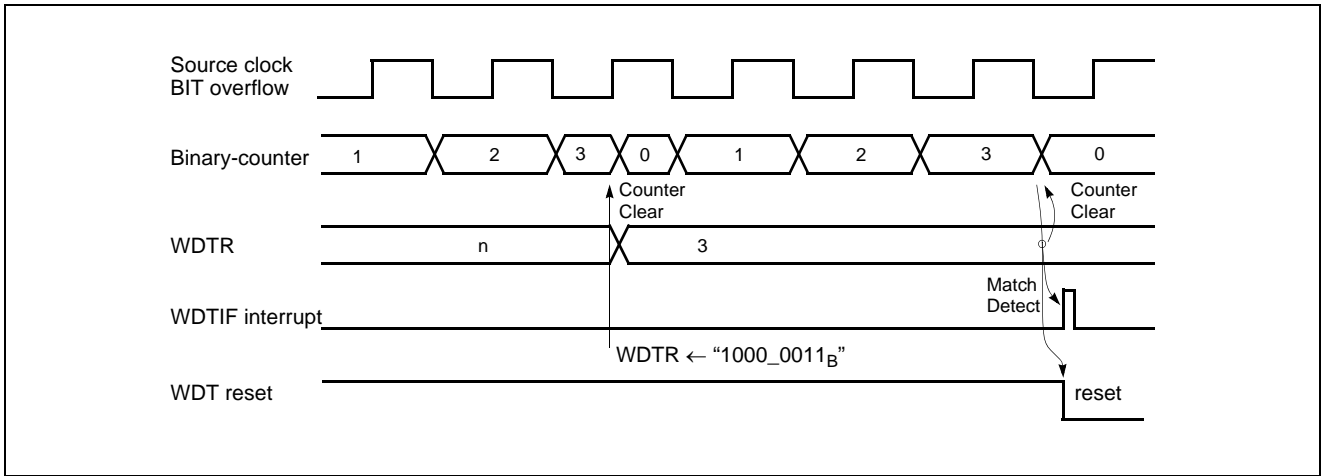 Source clock
BIT overflow
Binary-counter 1 2 3 0 1 2 3 0
Counter
Clear
Counter
Clear
WDTR n 3
Match
Detect
WDTIF interrupt
WDTR ← “1000_0011B”
WDT reset reset